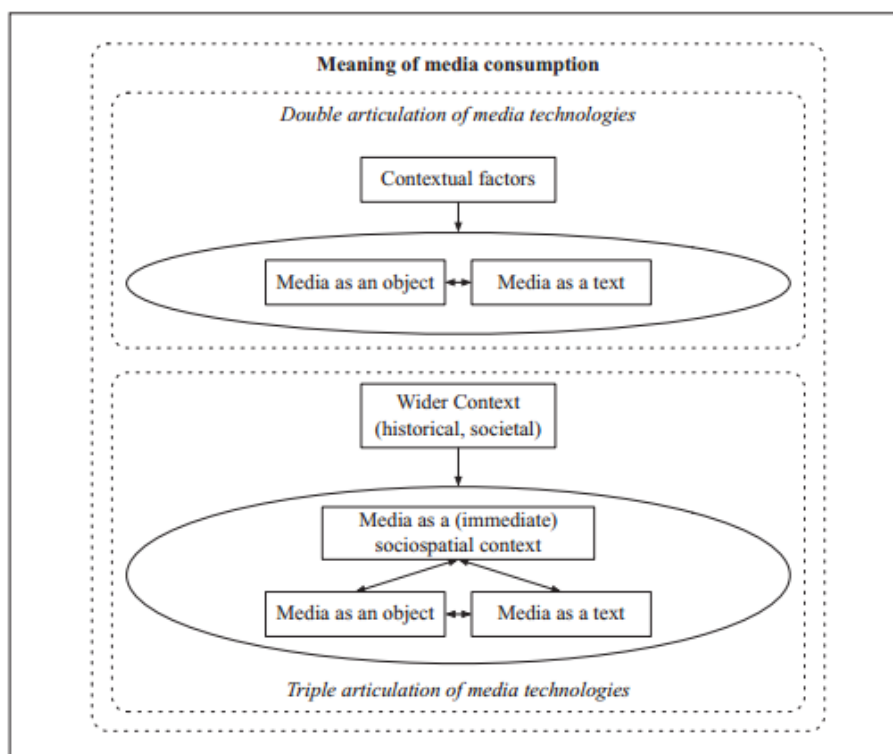 Meaning of media consumption
Double articulation of media technologies
Contextual factors
Media as an object
Media as a text
Wider Context
(historical, societal)
Media as a (immediate)
sociospatial context
Media as an object
Media as a text
Triple articulation of media technologies